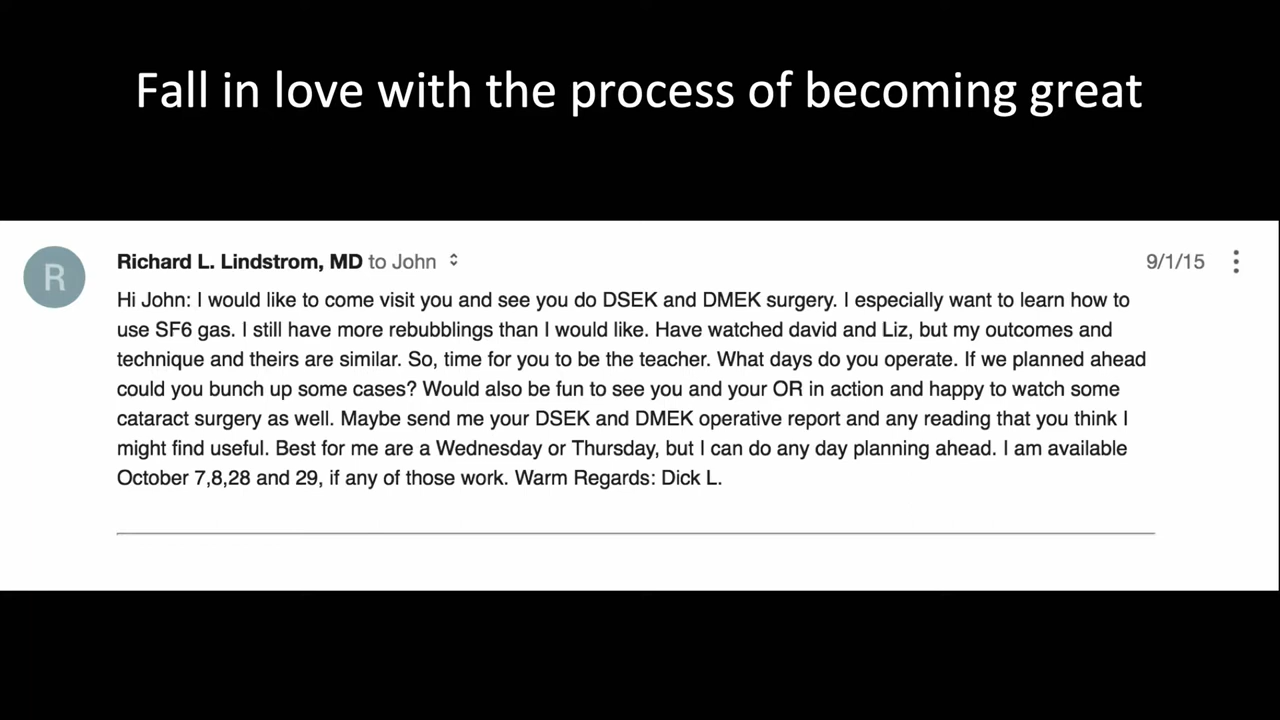 Fall in love with the process of becoming great
R
Richard L. Lindstrom, MD to John
9/1/15
Hi John: I would like to come visit you and see you do DSEK and DMEK surgery. I especially want to learn how to
use SF6 gas. I still have more rebubblings than I would like. Have watched david and Liz, but my outcomes and
technique and theirs are similar. So, time for you to be the teacher. What days do you operate. If we planned ahead
could you bunch up some cases? Would also be fun to see you and your OR in action and happy to watch some
cataract surgery as well. Maybe send me your DSEK and DMEK operative report and any reading that you think I
might find useful. Best for me are a Wednesday or Thursday, but I can do any day planning ahead. I am available
October 7,8,28 and 29, if any of those work. Warm Regards: Dick L.